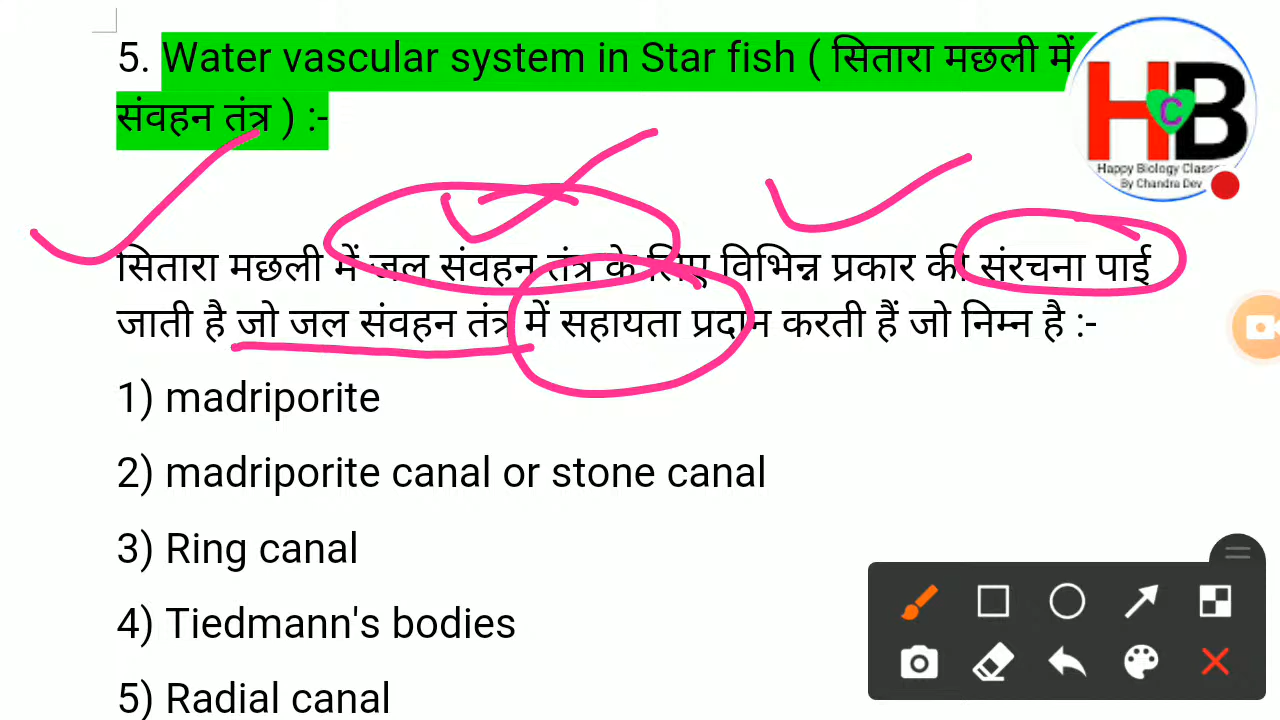 5. Water vascular system in Star fish ( सितारा मछली में
संवहन तंत्र ) :-
HCB
Happy Biology Classe
By Chandra Dev
सितारा मछली में जल संवहन तंत्र के लिए विभिन्न प्रकार की संरचना पाई
जाती है जो जल संवहन तंत्र में सहायता प्रदान करती हैं जो निम्न है :-
1) madriporite
2) madriporite canal or stone canal
3) Ring canal
4) Tiedmann's bodies
5) Radial canal